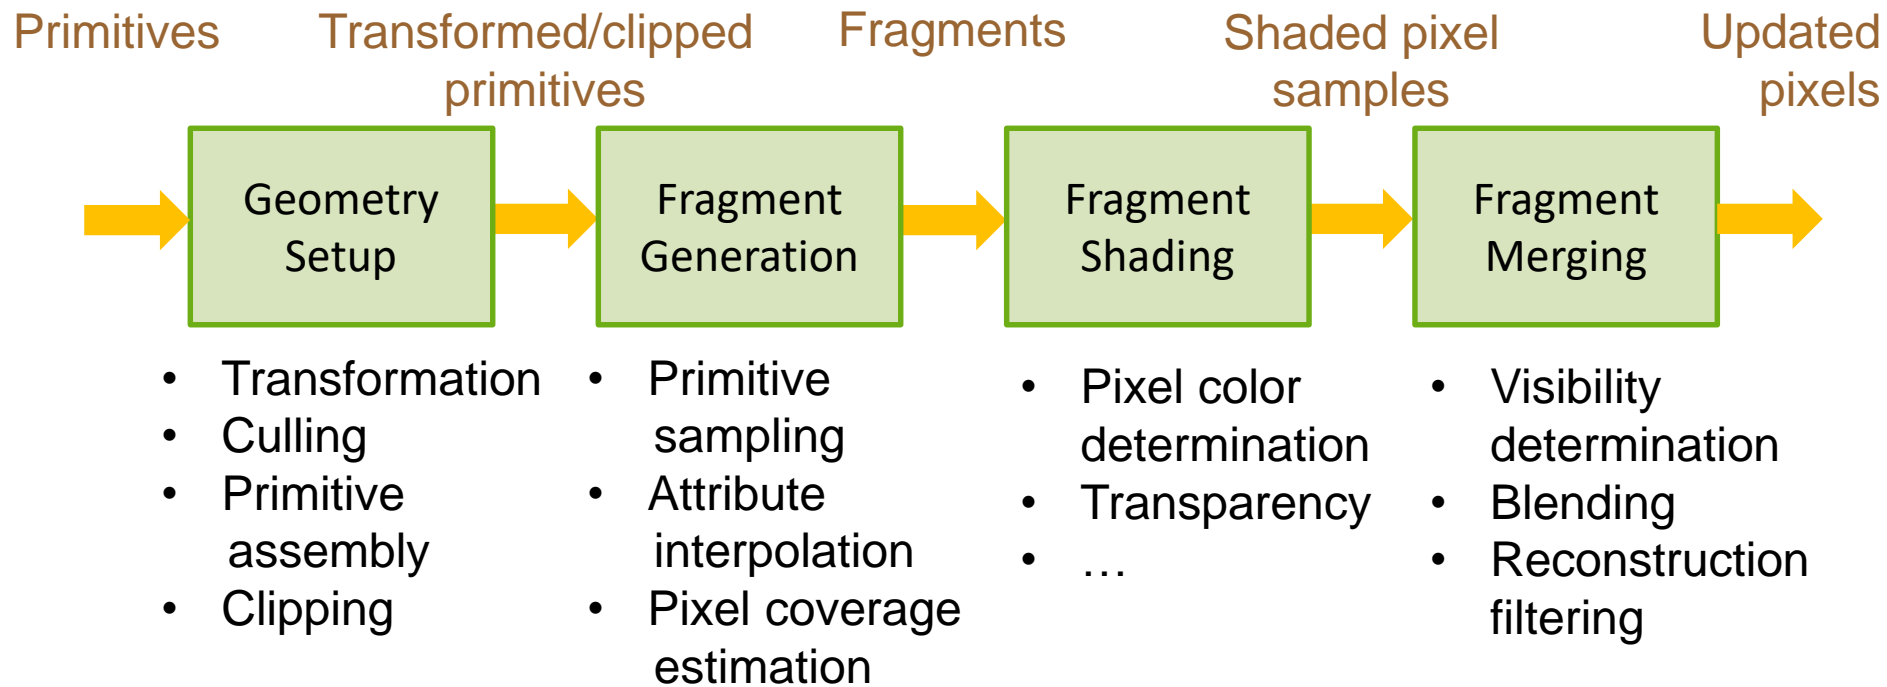 Primitives
Transformed/clipped
primitives
Fragments
Shaded pixel
samples
Updated
pixels
Geometry
Setup
Fragment
Generation
Fragment
Shading
Fragment
Merging
• Transformation
• Culling
• Primitive
assembly
• Clipping
• Primitive
sampling
• Attribute
interpolation
• Pixel coverage
estimation
• Pixel color
determination
• Transparency
• …
• Visibility
determination
• Blending
• Reconstruction
filtering